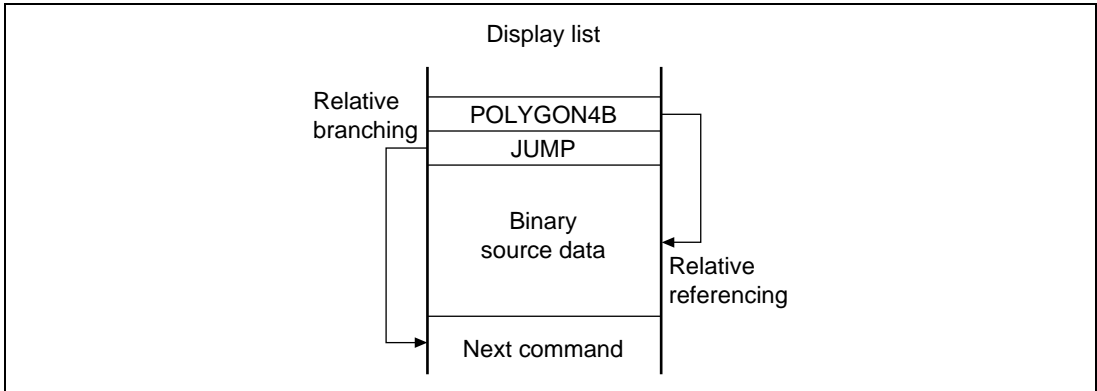 Display list
Relative
branching
POLYGON4B
JUMP
Binary
source data
Relative
referencing
Next command